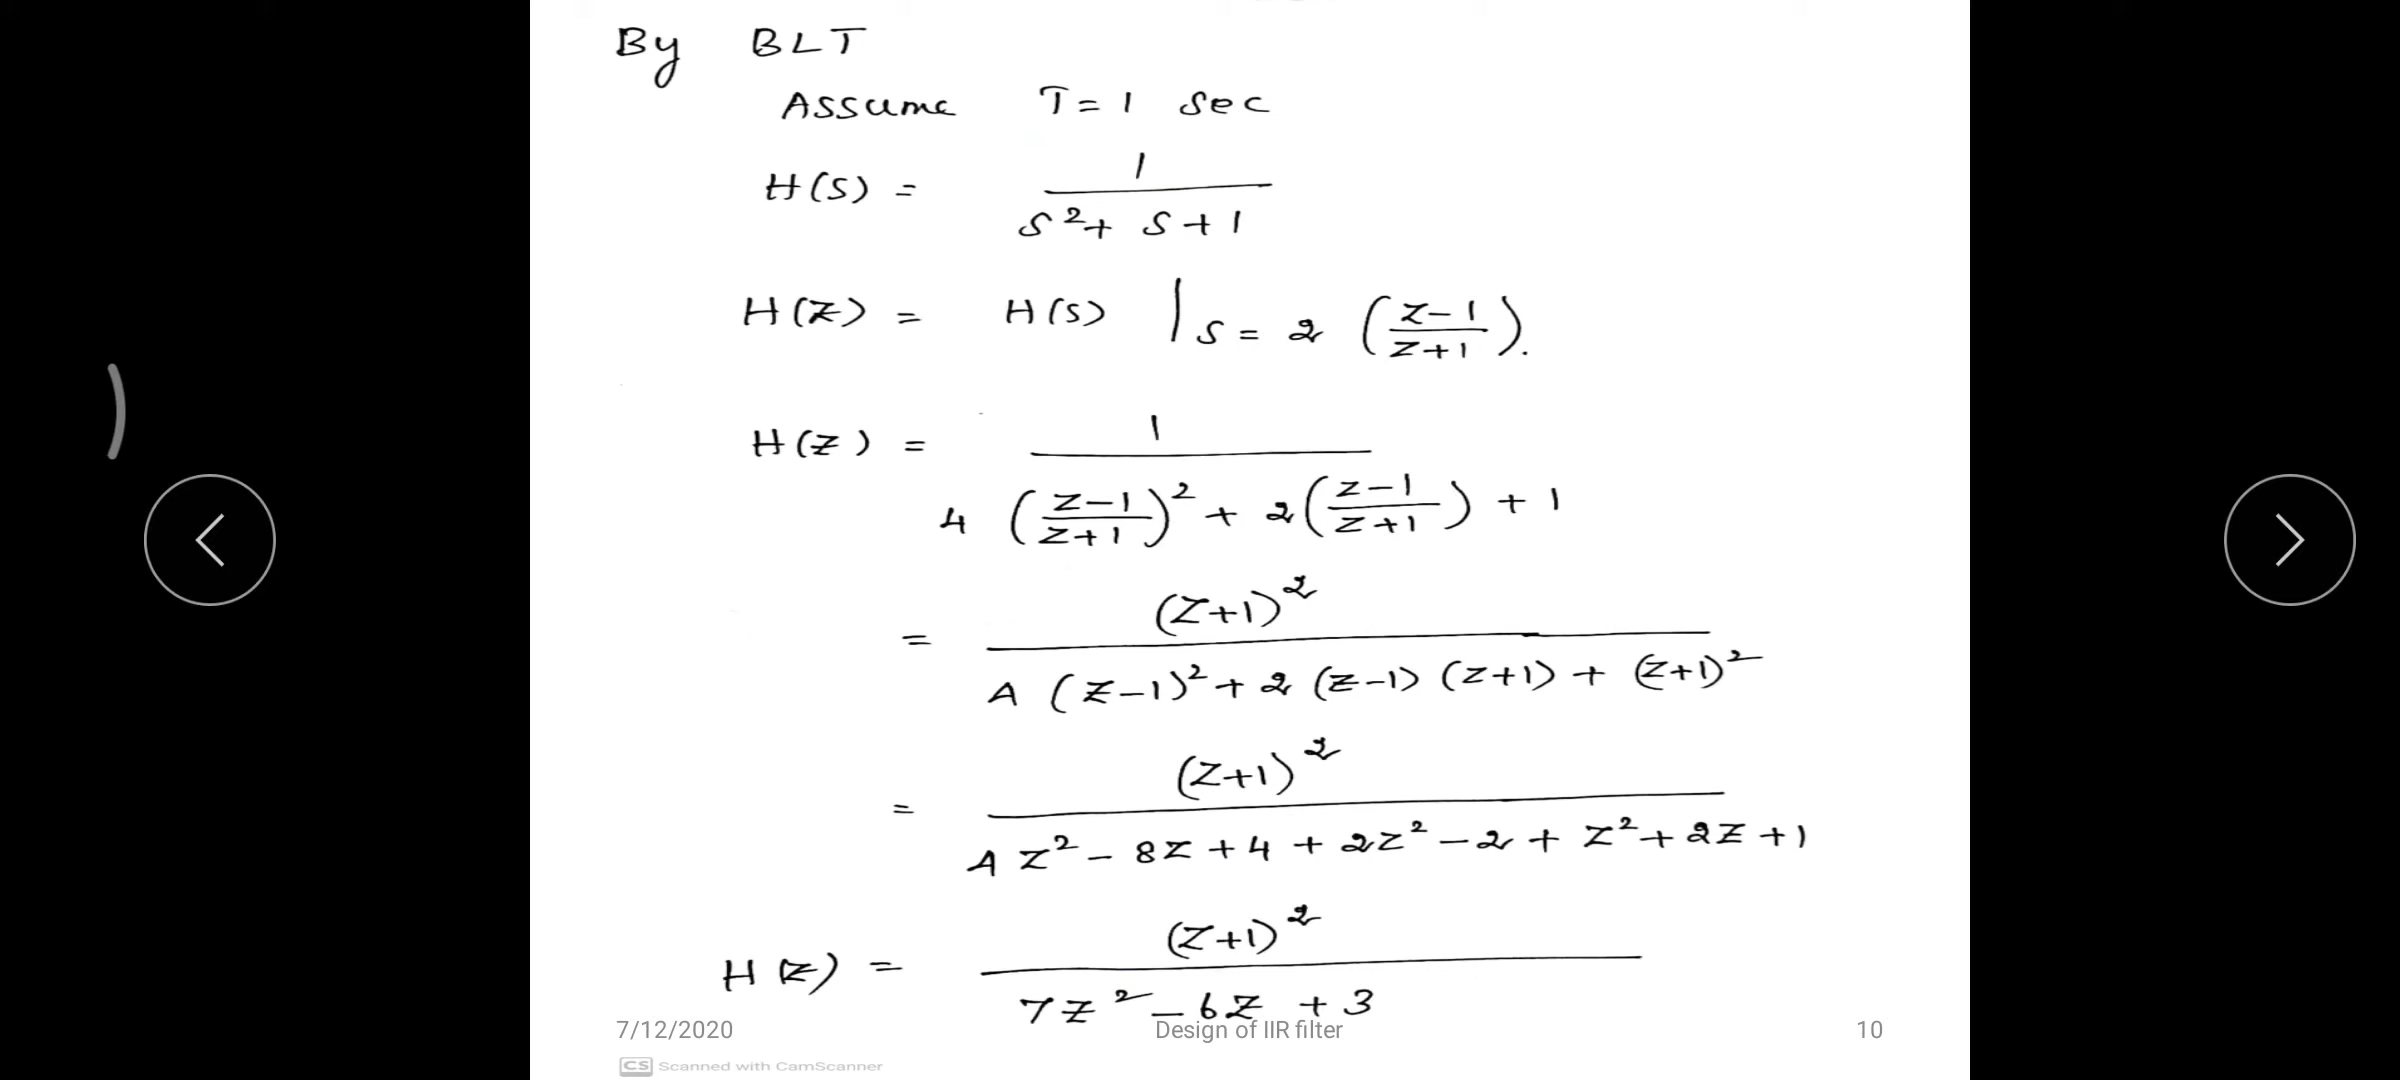 By BLT
Assume T = 1 sec
H(s) = 1 / (s² + s + 1)
H(z) = H(s) | s = 2 ((z-1)/(z+1)).
H(z) = 1 / (4 ((z-1)/(z+1))² + 2((z-1)/(z+1)) + 1)
= (z+1)² / (4 (z-1)² + 2 (z-1) (z+1) + (z+1)²)
= (z+1)² / (4z² - 8z + 4 + 2z² - 2 + z² + 2z + 1)
H(z) = (z+1)² / (7z² - 6z + 3)
7/12/2020 Design of IIR filter 10
CS Scanned with CamScanner